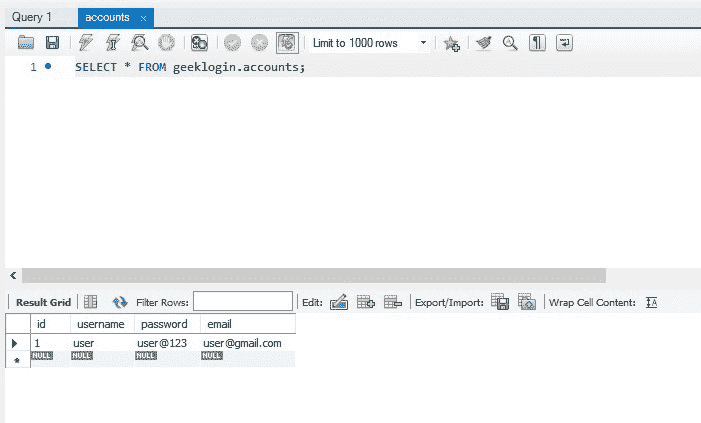 Query 1 accounts ×
Limit to 1000 rows
1 SELECT * FROM geeklogin.accounts;
Result Grid Filter Rows: Edit: Export/Import: Wrap Cell Content: IA
id username password email
1 user user@123 user@gmail.com
NULL NULL NULL NULL